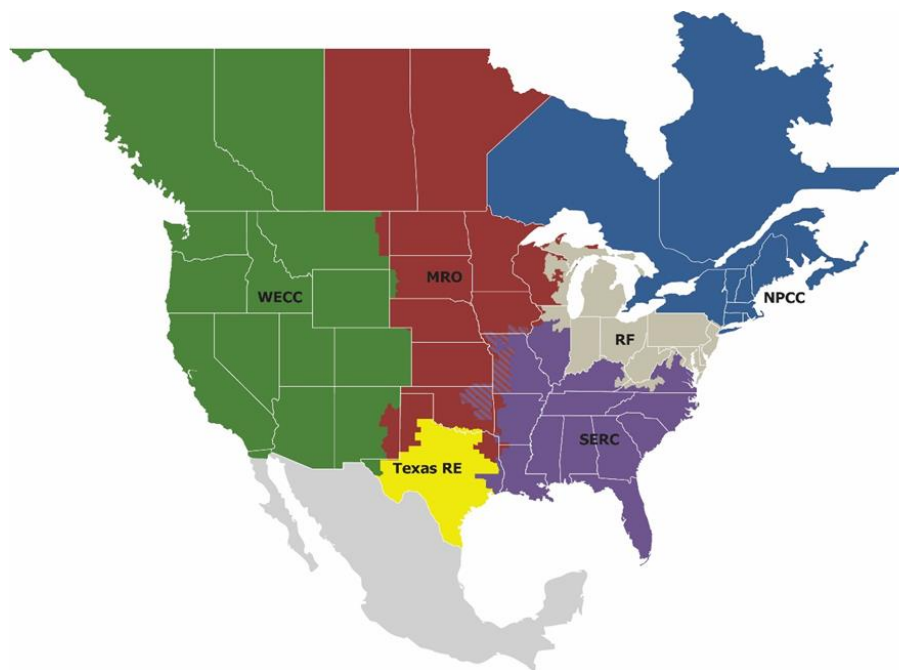 MRO
WECC
NPCC
RF
SERC
Texas RE